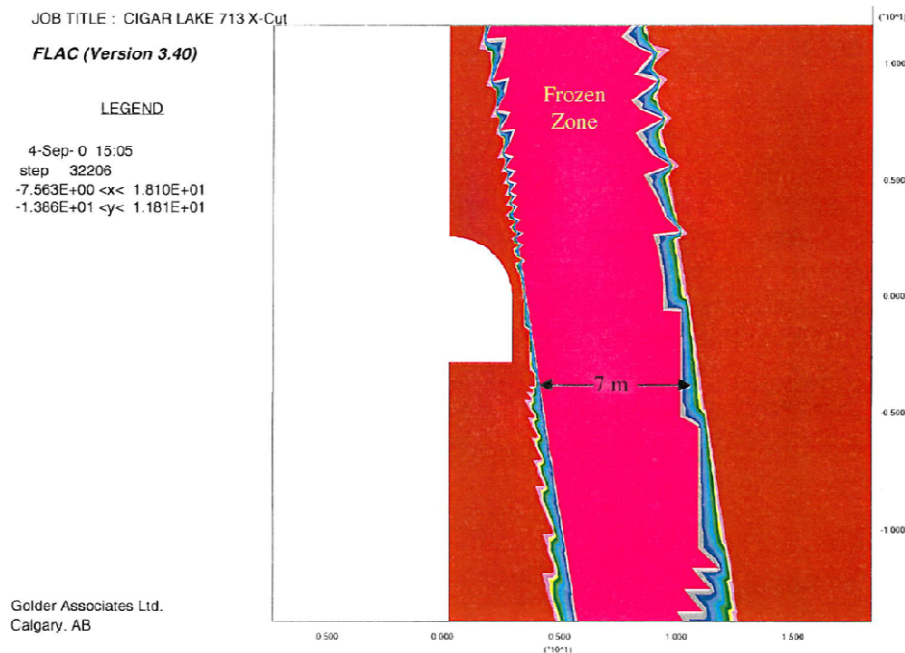 JOB TITLE : CIGAR LAKE 713 X-Cut
(*10^1)
FLAC (Version 3.40)
LEGEND
4-Sep- 0 15:05
step 32206
-7.563E+00 <x< 1.810E+01
-1.386E+01 <y< 1.181E+01
Frozen
Zone
1.000
0.500
0.000
7 m
-0.500
-1.000
Golder Associates Ltd.
Calgary, AB
0.500
0.000
0.500
1.000
1.500
(*10^1)